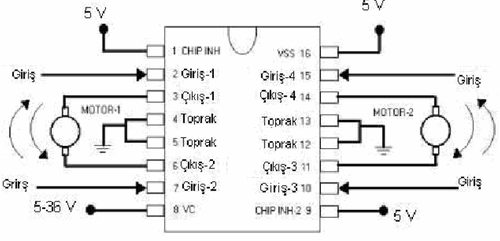 5 V
5 V
1 CHIP INH
VSS 16
Giriş
2 Giriş-1
Giriş-4 15
Giriş
3 Çıkış-1
Çıkış-4 14
MOTOR-1
4 Toprak
Toprak 13
MOTOR-2
5 Toprak
Toprak 12
6 Çıkış-2
Çıkış-3 11
Grirş
7 Giriş-2
Giriş-3 10
Giriş
5-36 V
8 VC
CHIP INH-2 9
5 V